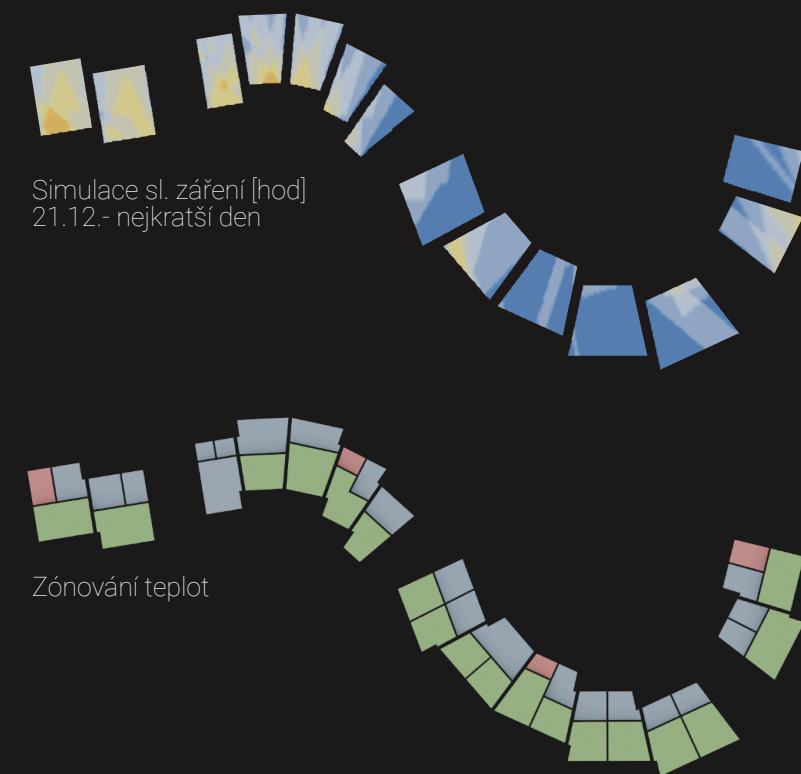 Simulace sl. záření [hod]
21.12.- nejkratší den
Zónování teplot